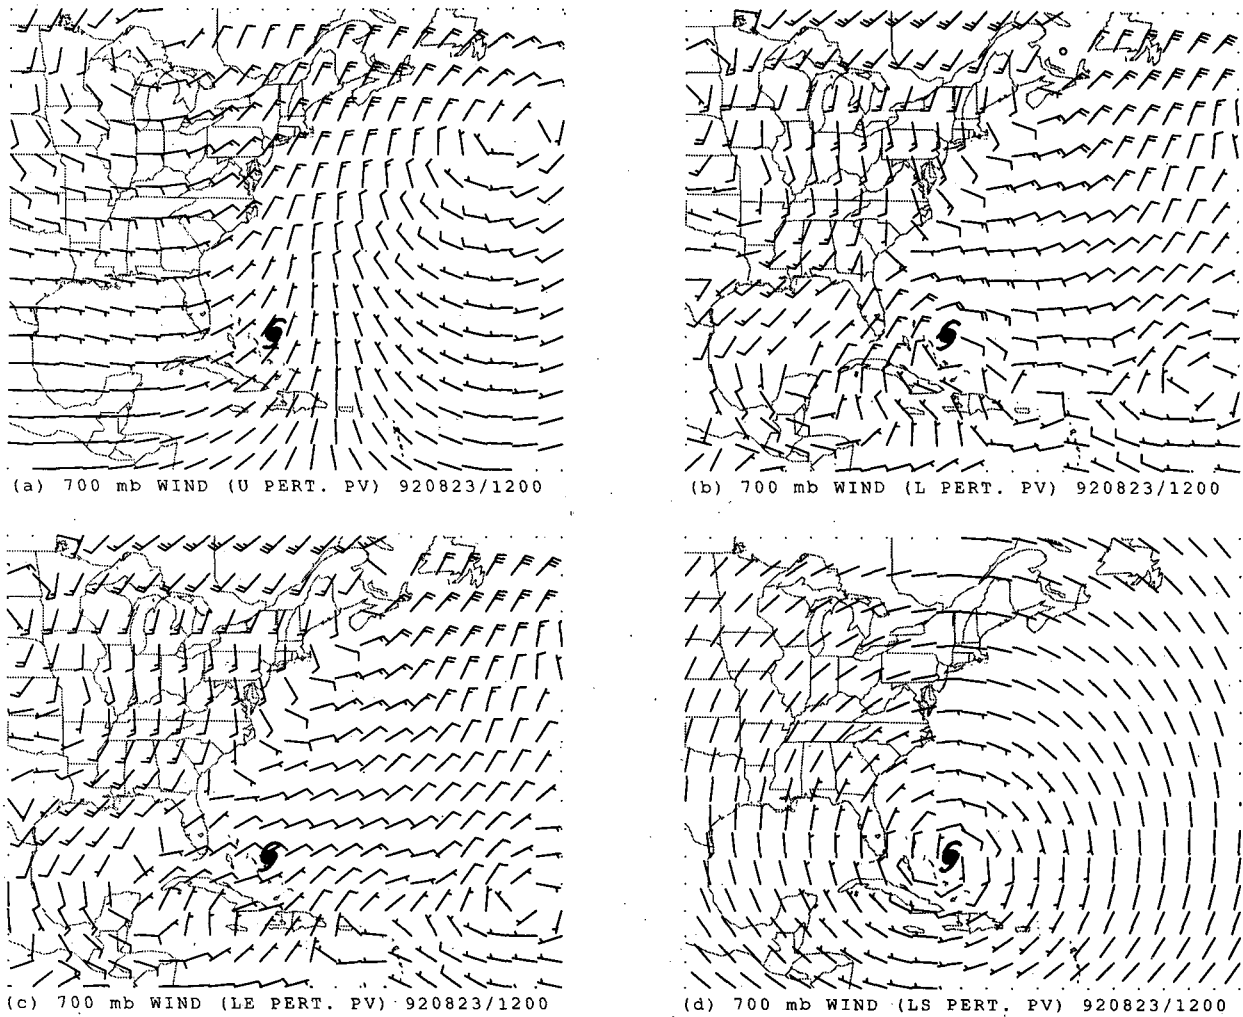 (a) 700 mb WIND (U PERT. PV) 920823/1200
(b) 700 mb WIND (L PERT. PV) 920823/1200
(c) 700 mb WIND (LE PERT. PV) 920823/1200
(d) 700 mb WIND (LS PERT. PV) 920823/1200